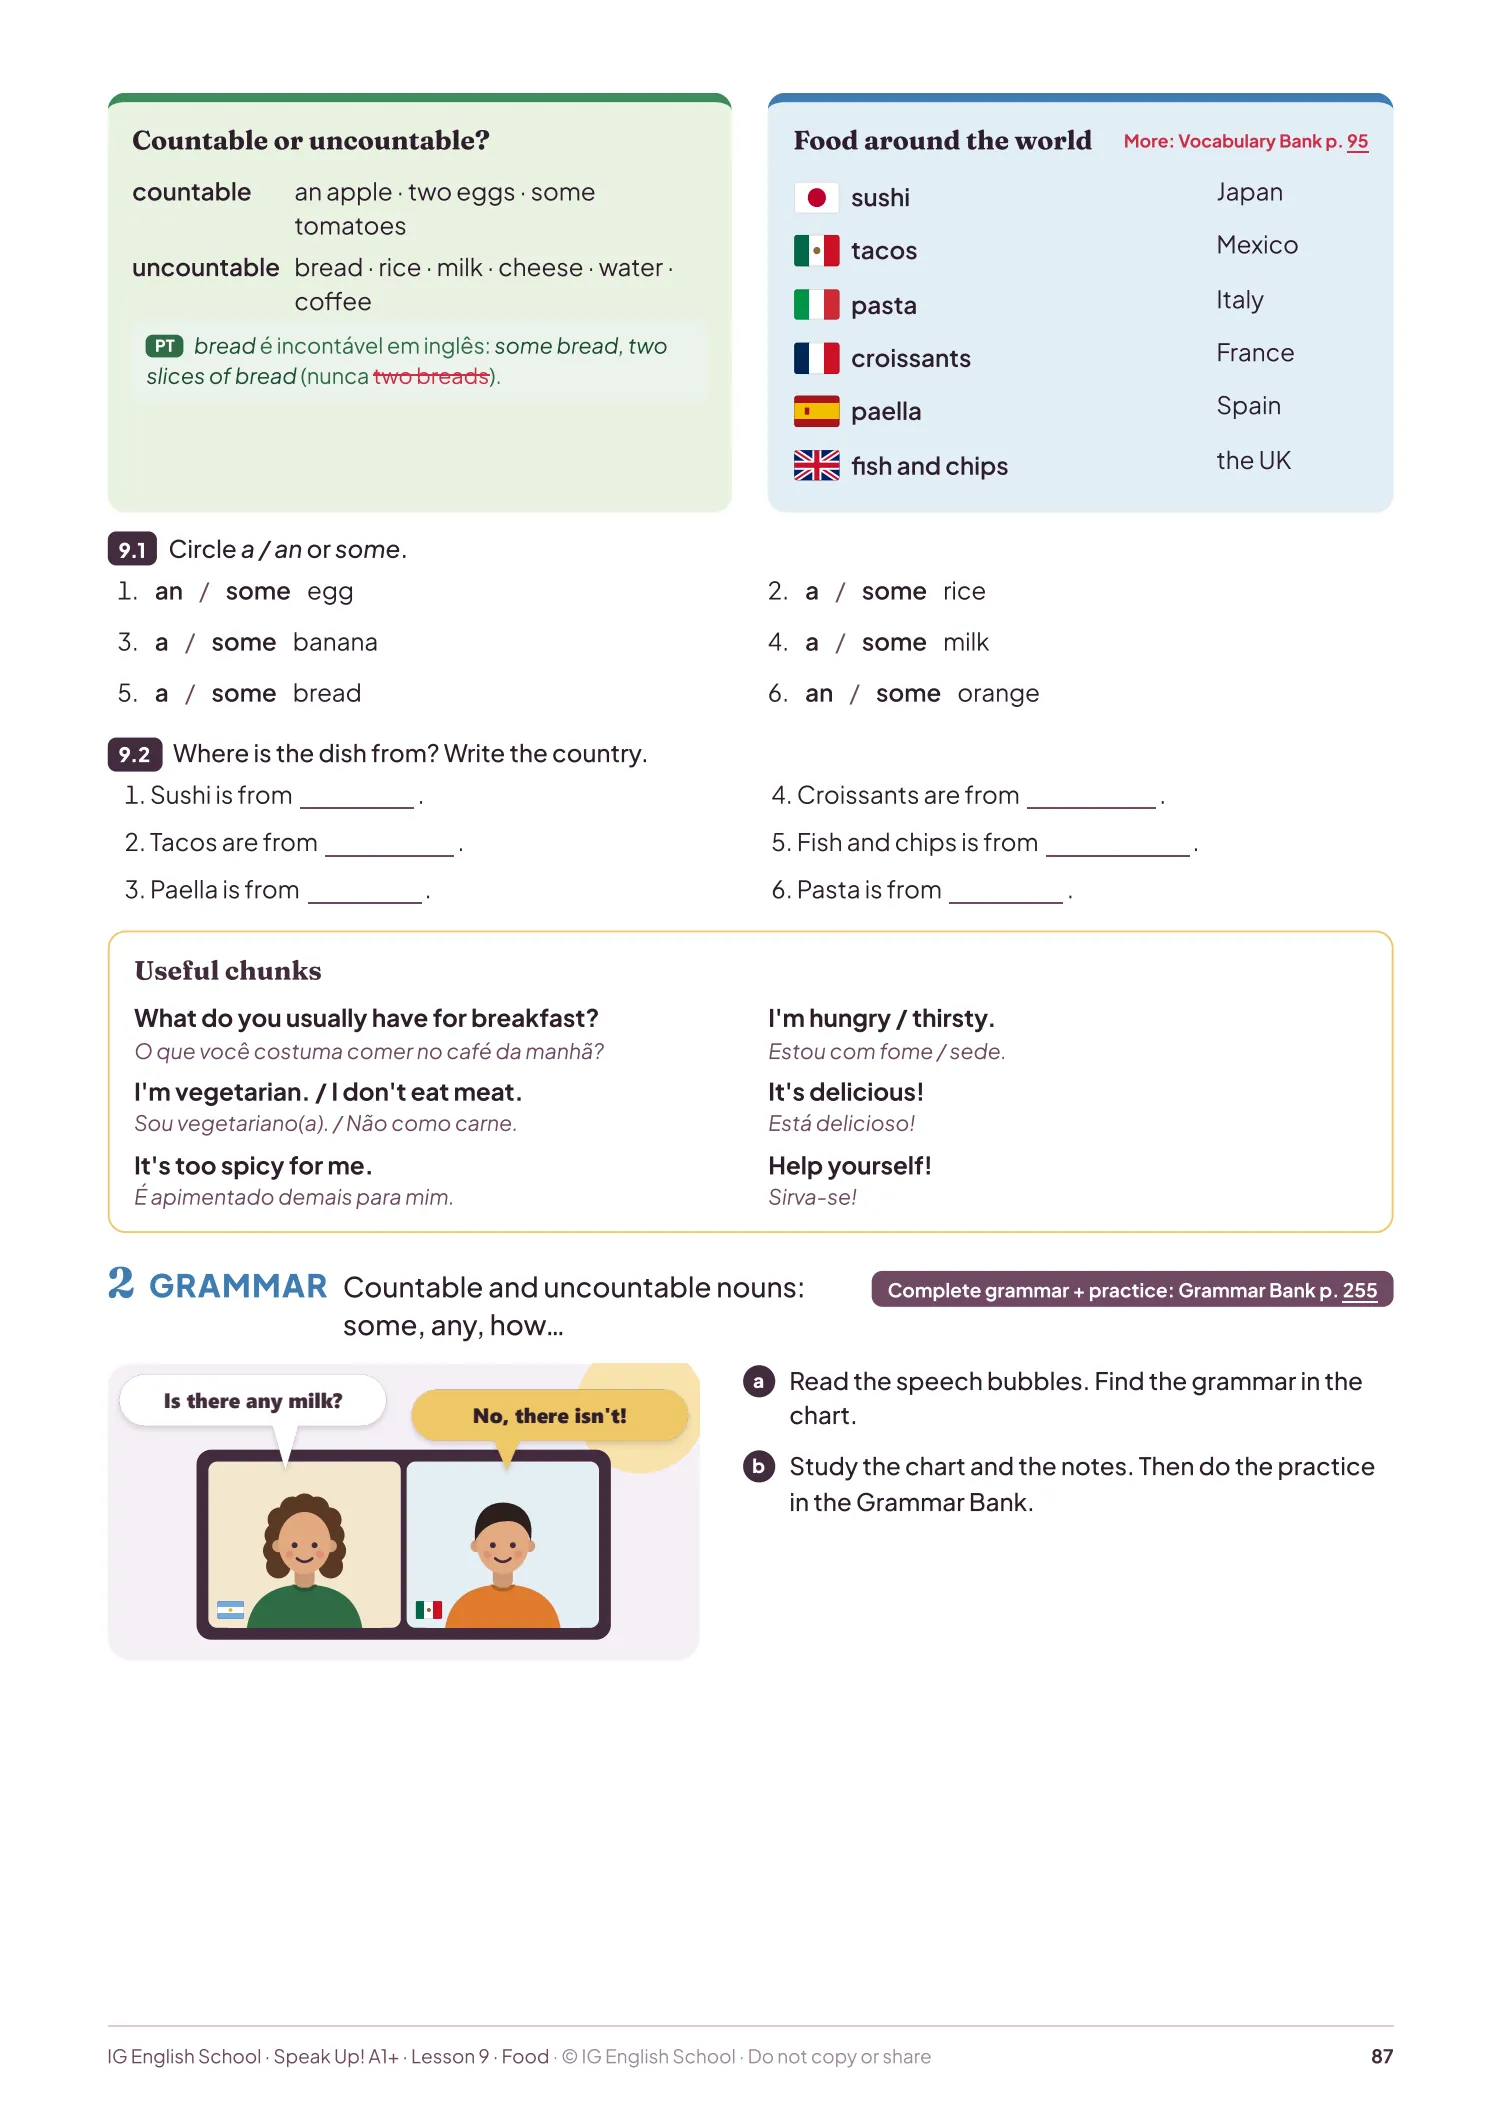 Countable or uncountable?
countable an apple · two eggs · some
tomatoes
uncountable bread · rice · milk · cheese · water ·
coffee
PT bread é incontável em inglês: some bread, two
slices of bread (nunca two breads).
Food around the world More: Vocabulary Bank p. 95
sushi Japan
tacos Mexico
pasta Italy
croissants France
paella Spain
fish and chips the UK
9.1 Circle a / an or some.
1. an / some egg
2. a / some rice
3. a / some banana
4. a / some milk
5. a / some bread
6. an / some orange
9.2 Where is the dish from? Write the country.
1. Sushi is from ________ .
2. Tacos are from ________ .
3. Paella is from ________ .
4. Croissants are from ________ .
5. Fish and chips is from ________ .
6. Pasta is from ________ .
Useful chunks
What do you usually have for breakfast?
O que você costuma comer no café da manhã?
I'm vegetarian. / I don't eat meat.
Sou vegetariano(a). / Não como carne.
It's too spicy for me.
É apimentado demais para mim.
I'm hungry / thirsty.
Estou com fome / sede.
It's delicious!
Está delicioso!
Help yourself!
Sirva-se!
2 GRAMMAR Countable and uncountable nouns:
some, any, how...
Complete grammar + practice: Grammar Bank p. 255
Is there any milk?
No, there isn't!
a Read the speech bubbles. Find the grammar in the
chart.
b Study the chart and the notes. Then do the practice
in the Grammar Bank.
IG English School · Speak Up! A1+ · Lesson 9 · Food · © IG English School · Do not copy or share 87